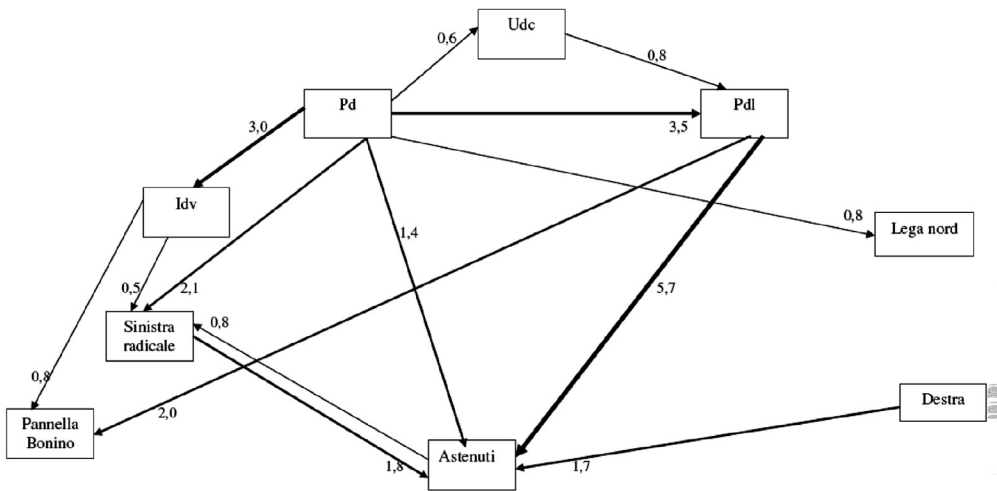 Udc
0,6
0,8
Pd
Pdl
3,0
3,5
Idv
0,8
Lega nord
1,4
0,5
2,1
5,7
Sinistra
radicale
0,8
0,8
Destra
Pannella
Bonino
2,0
Astenuti
1,8
1,7